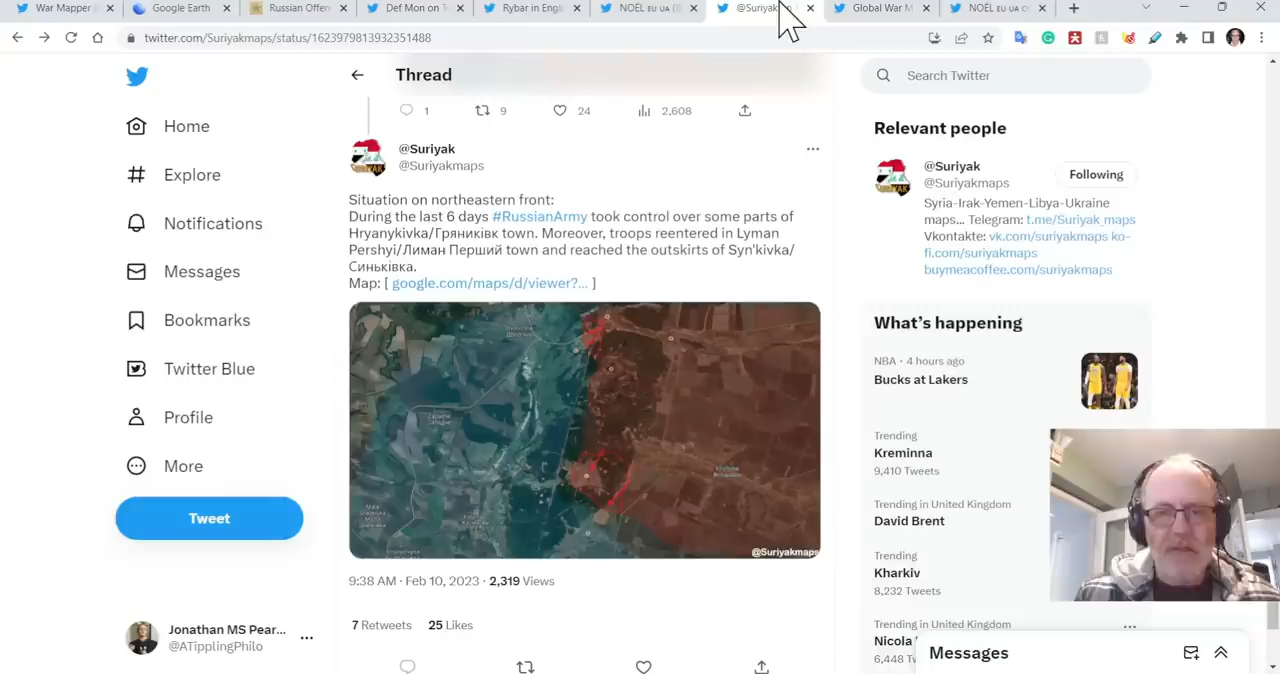 War Mapper
Google Earth
Russian Offen
Def Mon on T
Rybar in Engl
NOËL EU UA
@Suriyak
Global War M
NOËL EU UA
twitter.com/Suriyakmaps/status/1623979813932351488
Home
Explore
Notifications
Messages
Bookmarks
Twitter Blue
Profile
More
Tweet
Jonathan MS Pear...
@ATipplingPhilo
Thread
1
9
24
2,608
@Suriyak
@Suriyakmaps
Situation on northeastern front:
During the last 6 days #RussianArmy took control over some parts of
Hryanykivka/Гряниківк town. Moreover, troops reentered in Lyman
Pershyi/Лиман Перший town and reached the outskirts of Syn'kivka/
Синьківка.
Map: [ google.com/maps/d/viewer?... ]
@Suriyakmaps
9:38 AM · Feb 10, 2023 · 2,319 Views
7 Retweets 25 Likes
Search Twitter
Relevant people
@Suriyak
@Suriyakmaps
Following
Syria-Irak-Yemen-Libya-Ukraine
maps... Telegram: t.me/Suriyak_maps
Vkontakte: vk.com/suriyakmaps ko-
fi.com/suriyakmaps
buymeacoffee.com/suriyakmaps
What's happening
NBA · 4 hours ago
Bucks at Lakers
Trending
Kreminna
9,410 Tweets
Trending in United Kingdom
David Brent
Trending
Kharkiv
8,232 Tweets
Trending in United Kingdom
Nicola
6,448 Tw
Messages